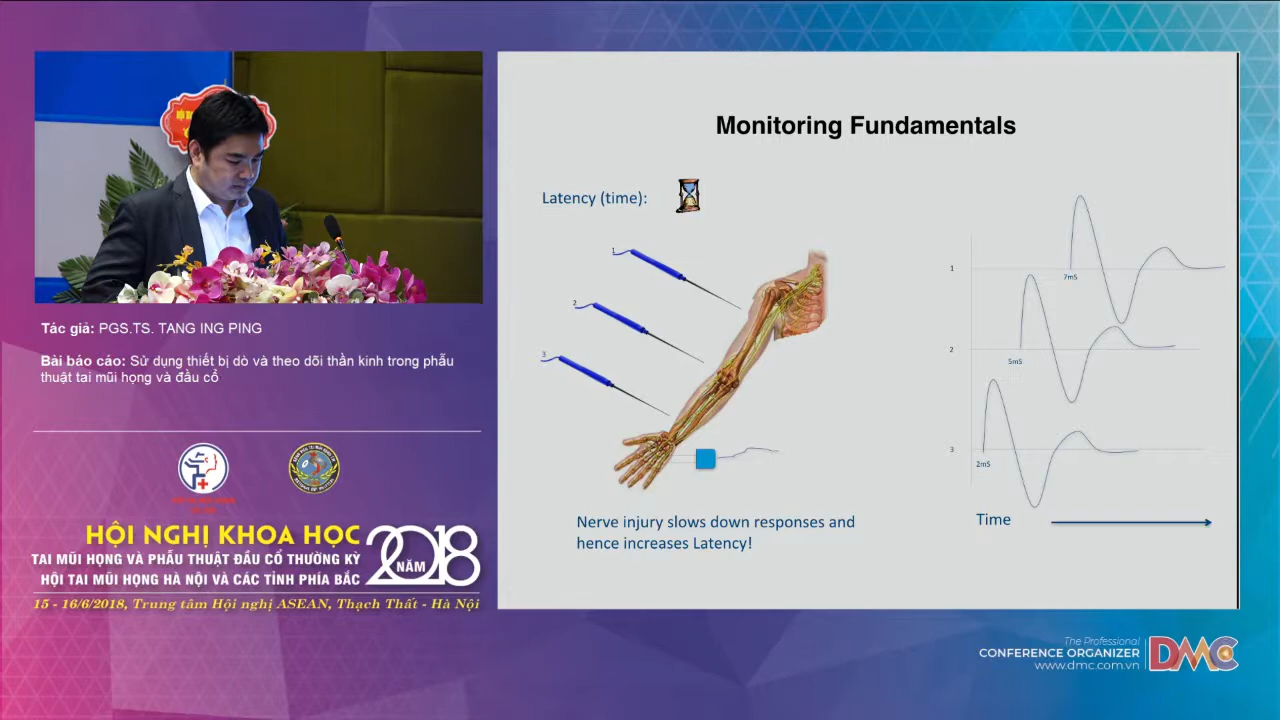 Tác giả: PGS.TS. TANG ING PING
Bài báo cáo: Sử dụng thiết bị dò và theo dõi thần kinh trong phẫu
thuật tai mũi họng và đầu cổ
HỘI NGHỊ KHOA HỌC
TAI MŨI HỌNG VÀ PHẪU THUẬT ĐẦU CỔ THƯỜNG KỲ
HỘI TAI MŨI HỌNG HÀ NỘI VÀ CÁC TỈNH PHÍA BẮC
NĂM 2018
15 - 16/6/2018, Trung tâm Hội nghị ASEAN, Thạch Thất - Hà Nội
Monitoring Fundamentals
Latency (time):
1
2
3
1
7mS
2
5mS
3
2mS
Time
Nerve injury slows down responses and
hence increases Latency!
The Professional
CONFERENCE ORGANIZER
www.dmc.com.vn
DMC